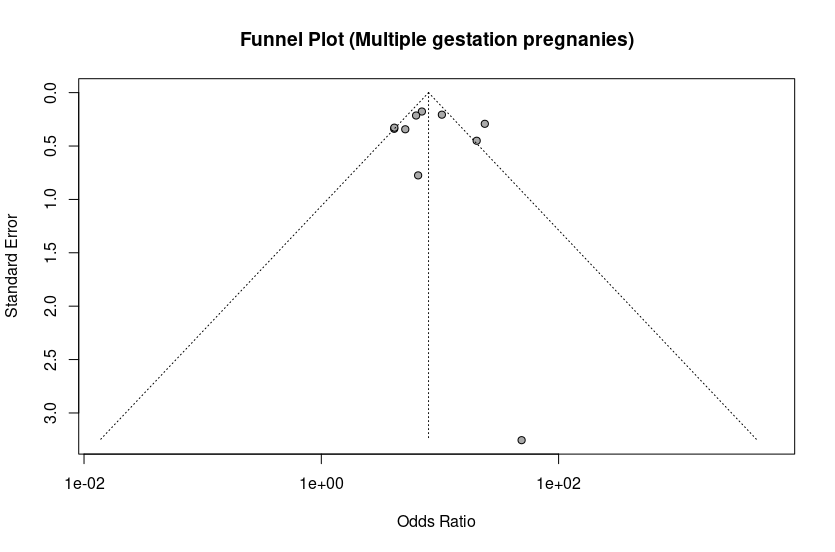 Funnel Plot (Multiple gestation pregnanies)
0.0
0.5
1.0
1.5
2.0
2.5
3.0
Standard Error
1e-02
1e+00
1e+02
Odds Ratio